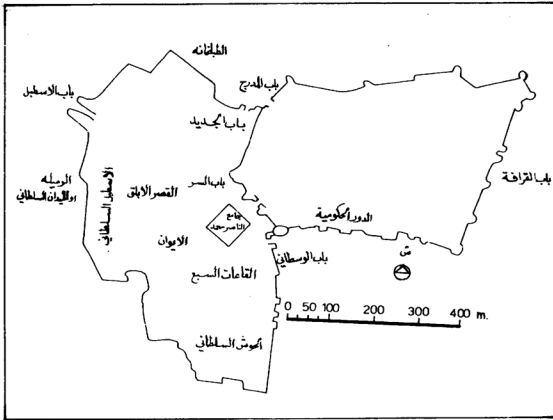 الطبلخانه
باب المدرج
باب الاسطبل
باب الجديد
باب القرافة
الرميله
او الميدان السلطاني
الاسطبل السلطاني
القصر الابلق
باب السر
جامع
الناصر محمد
الدور الحكومية
الايوان
باب الوسطاني
ش
القاعات السبع
0 50 100 200 300 400 m.
الحوش السلطاني